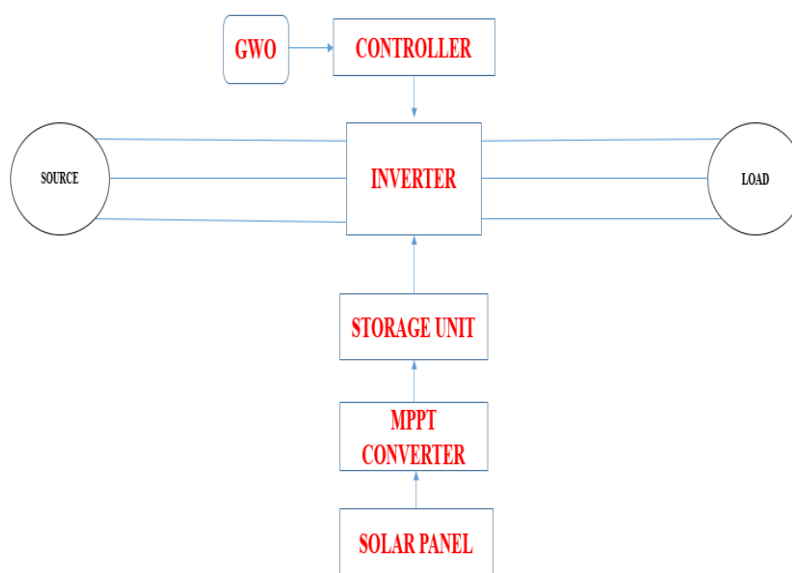 GWO
CONTROLLER
SOURCE
INVERTER
LOAD
STORAGE UNIT
MPPT
CONVERTER
SOLAR PANEL